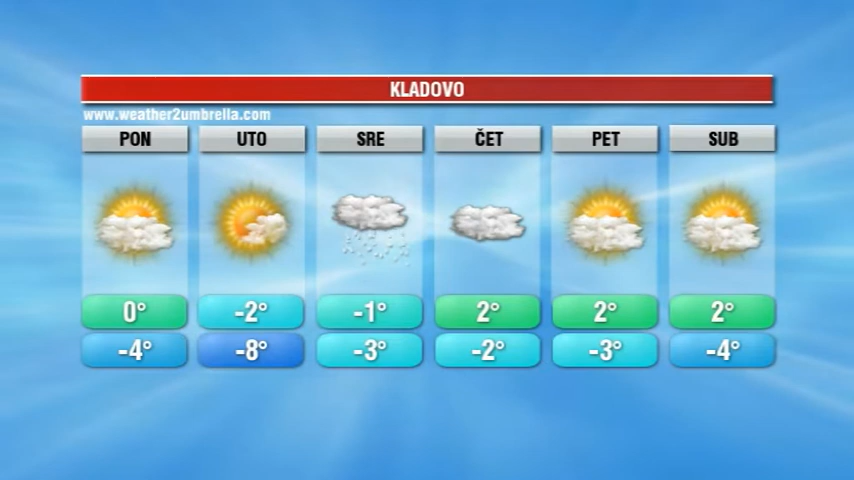 KLADOVO
www.weather2umbrella.com
PON UTO SRE ČET PET SUB
0° -2° -1° 2° 2° 2°
-4° -8° -3° -2° -3° -4°